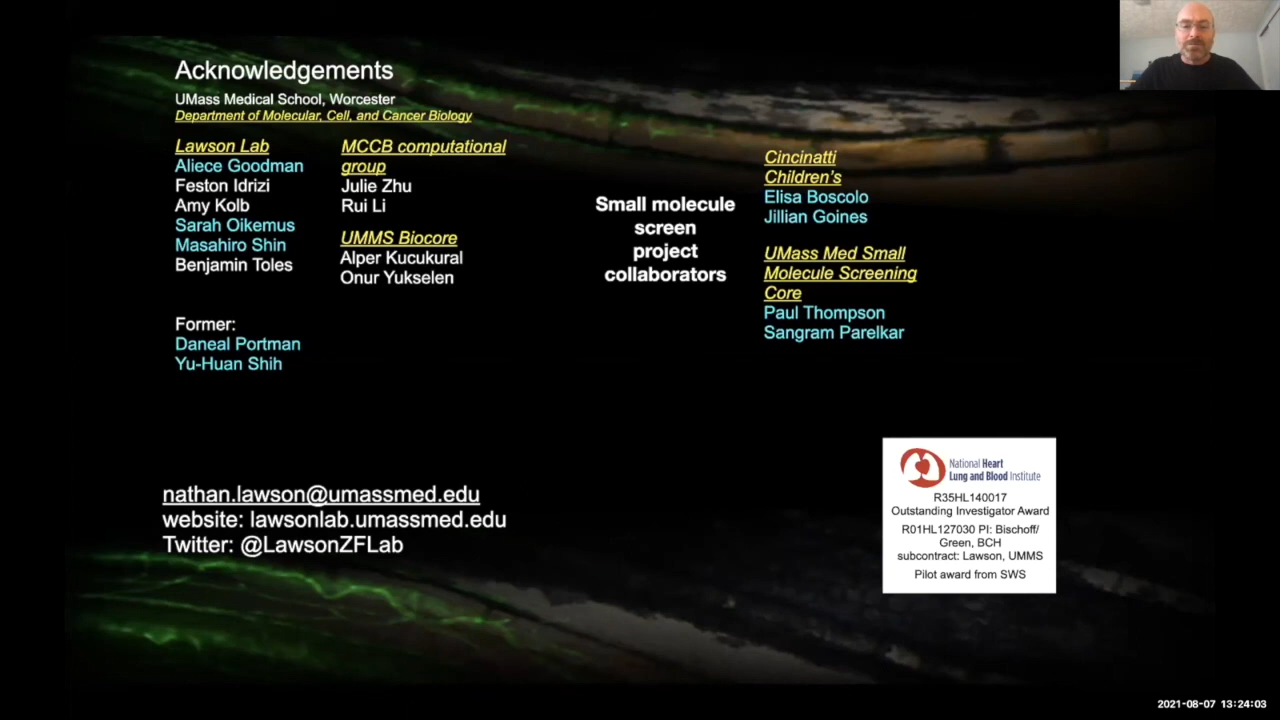 Acknowledgements
UMass Medical School, Worcester
Department of Molecular, Cell, and Cancer Biology
Lawson Lab
Aliece Goodman
Feston Idrizi
Amy Kolb
Sarah Oikemus
Masahiro Shin
Benjamin Toles
Former:
Daneal Portman
Yu-Huan Shih
MCCB computational
group
Julie Zhu
Rui Li
UMMS Biocore
Alper Kucukural
Onur Yukselen
Small molecule
screen
project
collaborators
Cincinatti
Children's
Elisa Boscolo
Jillian Goines
UMass Med Small
Molecule Screening
Core
Paul Thompson
Sangram Parelkar
nathan.lawson@umassmed.edu
website: lawsonlab.umassmed.edu
Twitter: @LawsonZFLab
National Heart
Lung and Blood Institute
R35HL140017
Outstanding Investigator Award
R01HL127030 PI: Bischoff/
Green, BCH
subcontract: Lawson, UMMS
Pilot award from SWS
2021-08-07 13:24:03